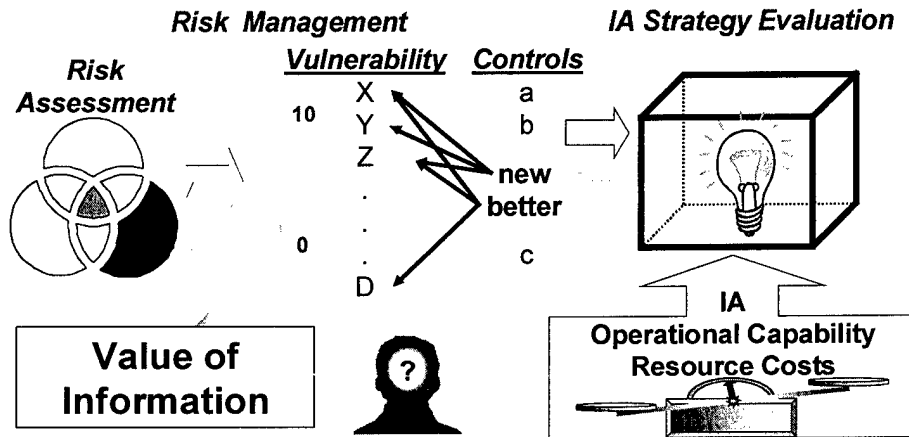 Risk Management
IA Strategy Evaluation
Risk
Assessment
Vulnerability
Controls
10
X
Y
Z
.
.
0
.
D
a
b
new
better
c
Value of
Information
?
IA
Operational Capability
Resource Costs